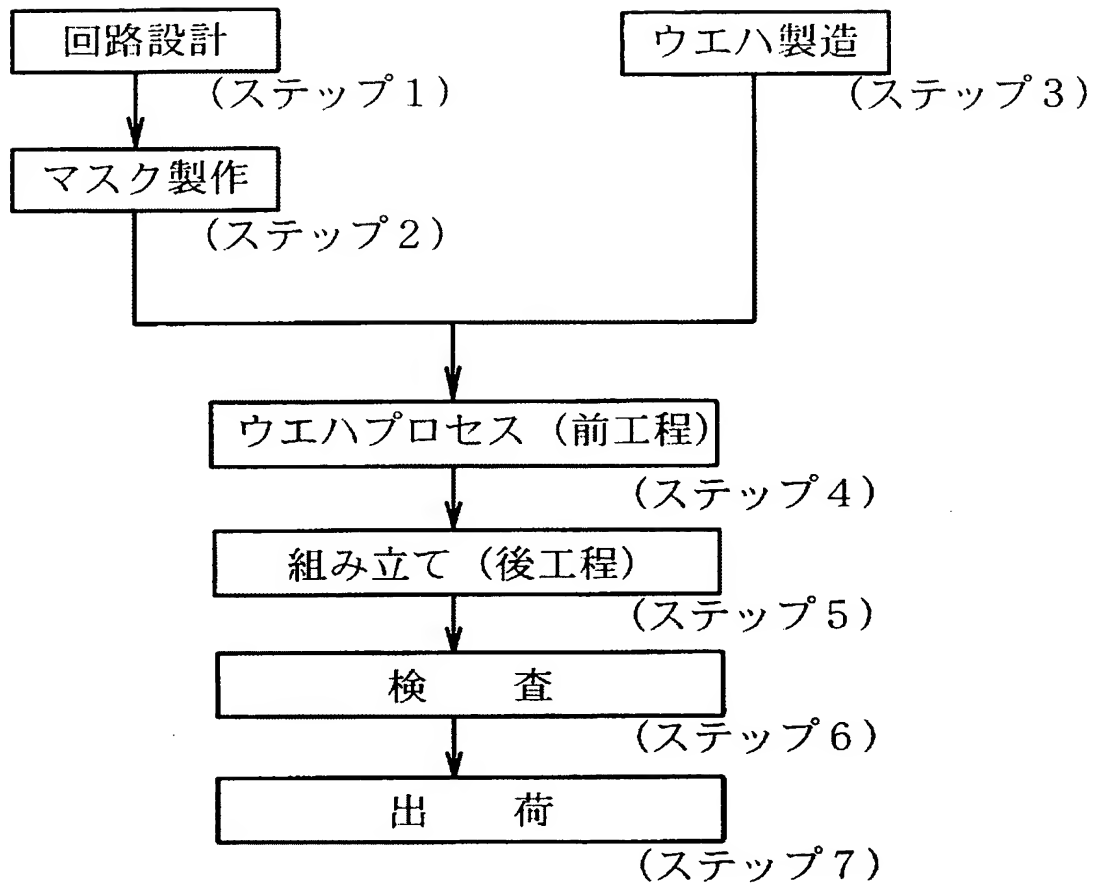 回路設計
(ステップ１)
ウエハ製造
(ステップ３)
マスク製作
(ステップ２)
ウエハプロセス (前工程)
(ステップ４)
組み立て (後工程)
(ステップ５)
検　査
(ステップ６)
出　荷
(ステップ７)